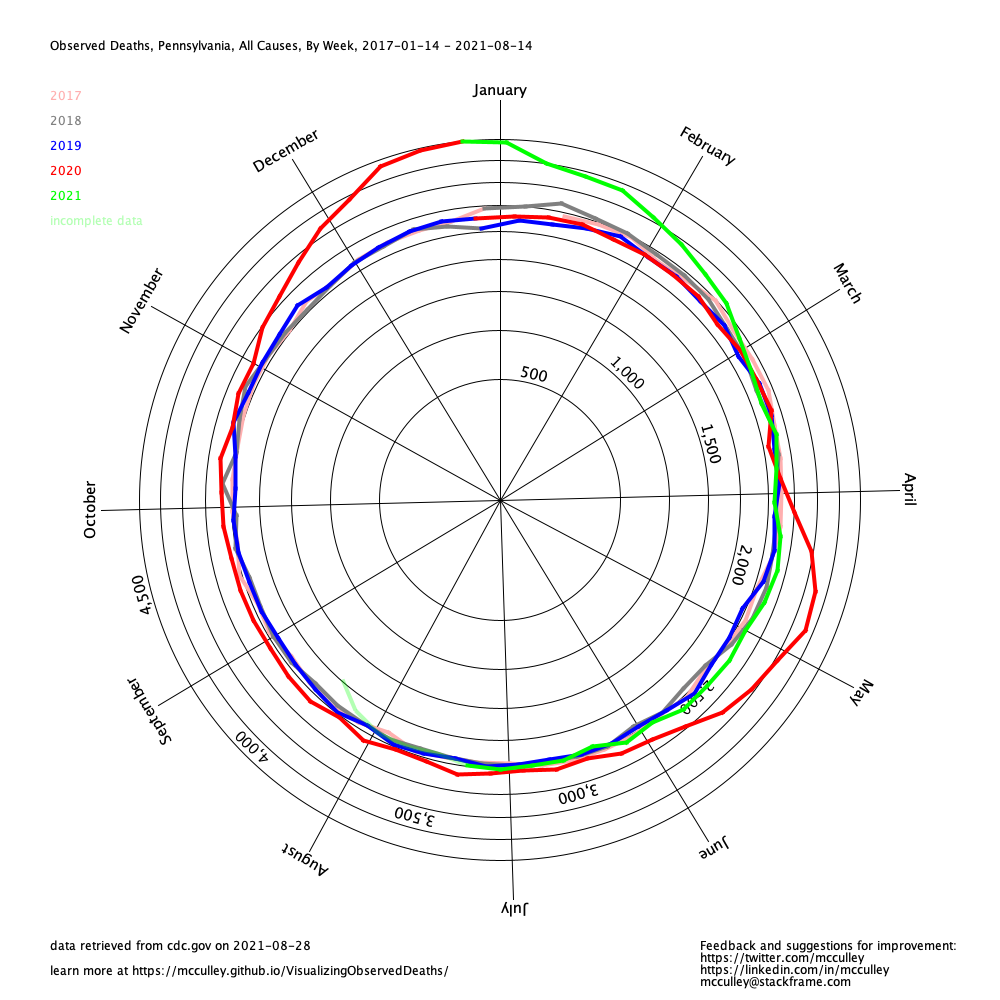 Observed Deaths, Pennsylvania, All Causes, By Week, 2017-01-14 - 2021-08-14
2017
2018
2019
2020
2021
incomplete data
January
February
March
April
May
June
July
August
September
October
November
December
500
1,000
1,500
2,000
2,500
3,000
3,500
4,000
4,500
data retrieved from cdc.gov on 2021-08-28
learn more at https://mcculley.github.io/VisualizingObservedDeaths/
Feedback and suggestions for improvement:
https://twitter.com/mcculley
https://linkedin.com/in/mcculley
mcculley@stackframe.com